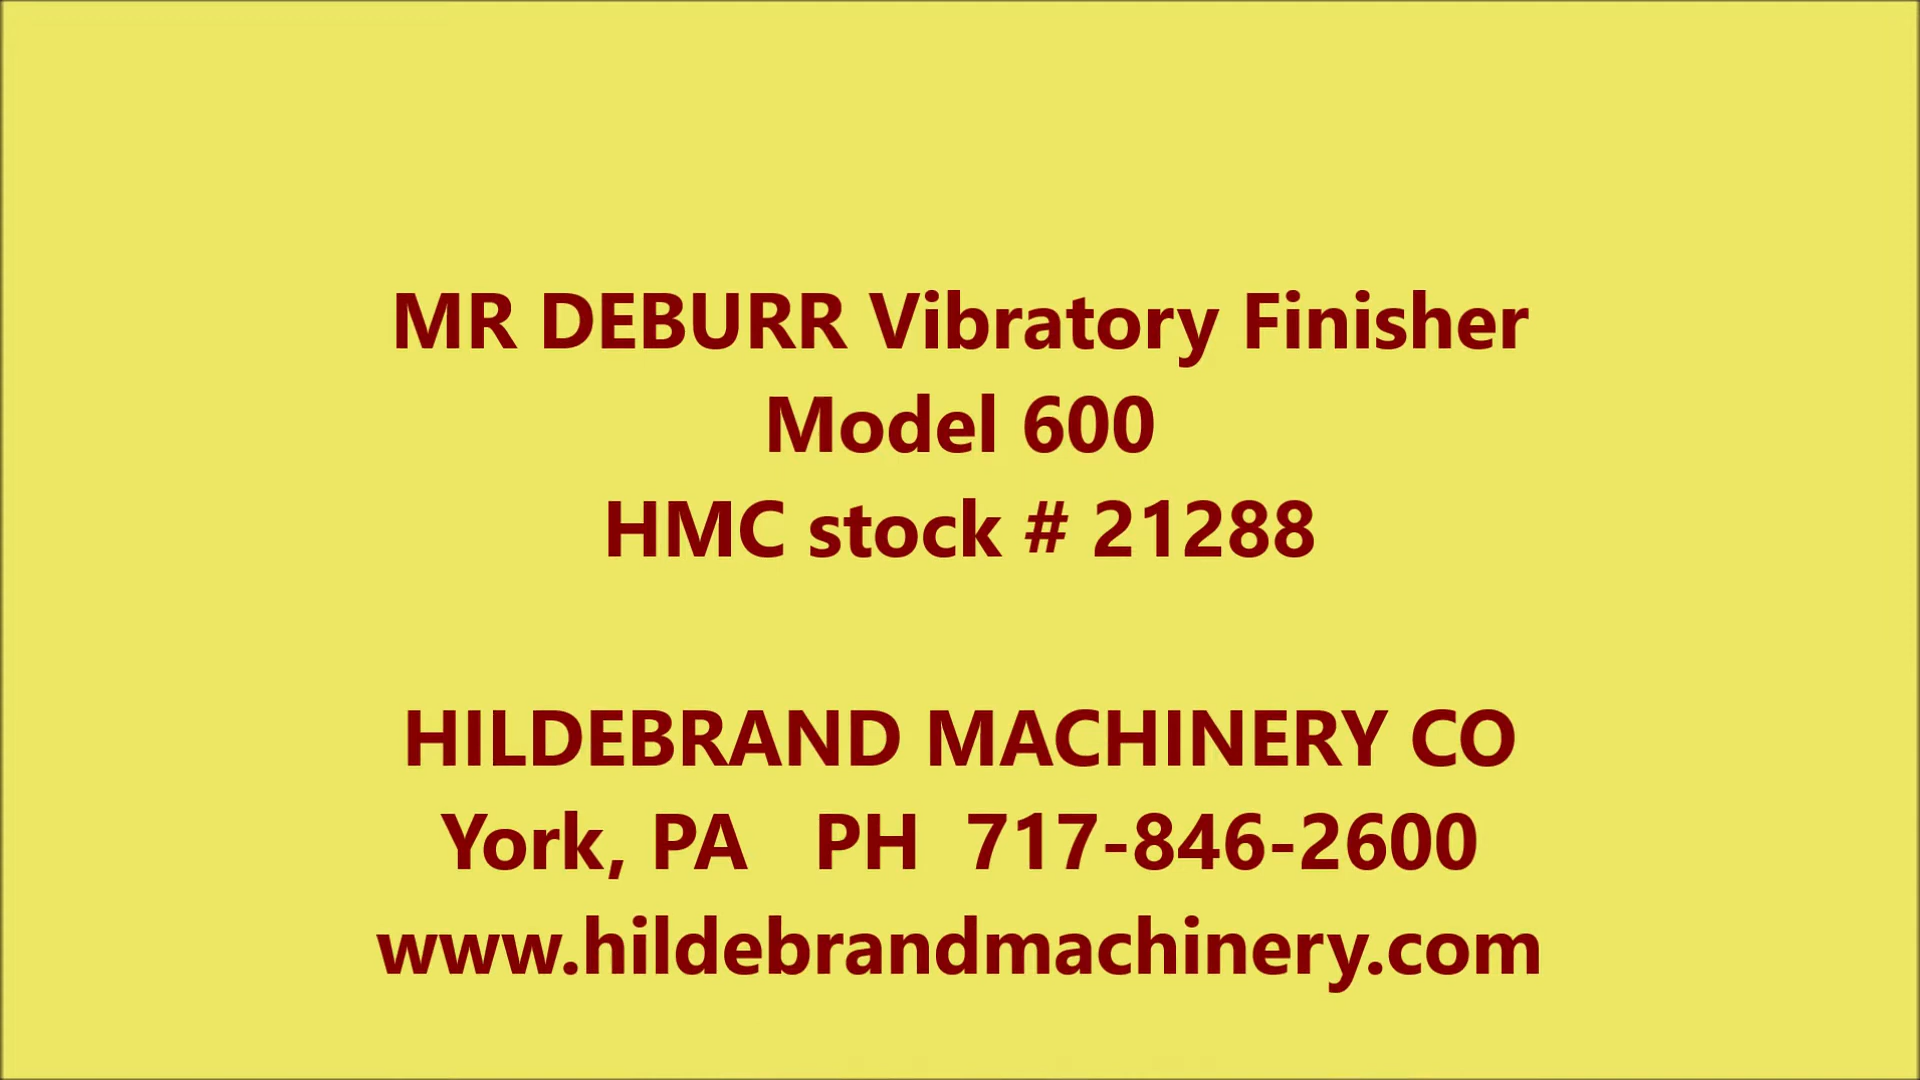 MR DEBURR Vibratory Finisher
Model 600
HMC stock # 21288
HILDEBRAND MACHINERY CO
York, PA   PH  717-846-2600
www.hildebrandmachinery.com